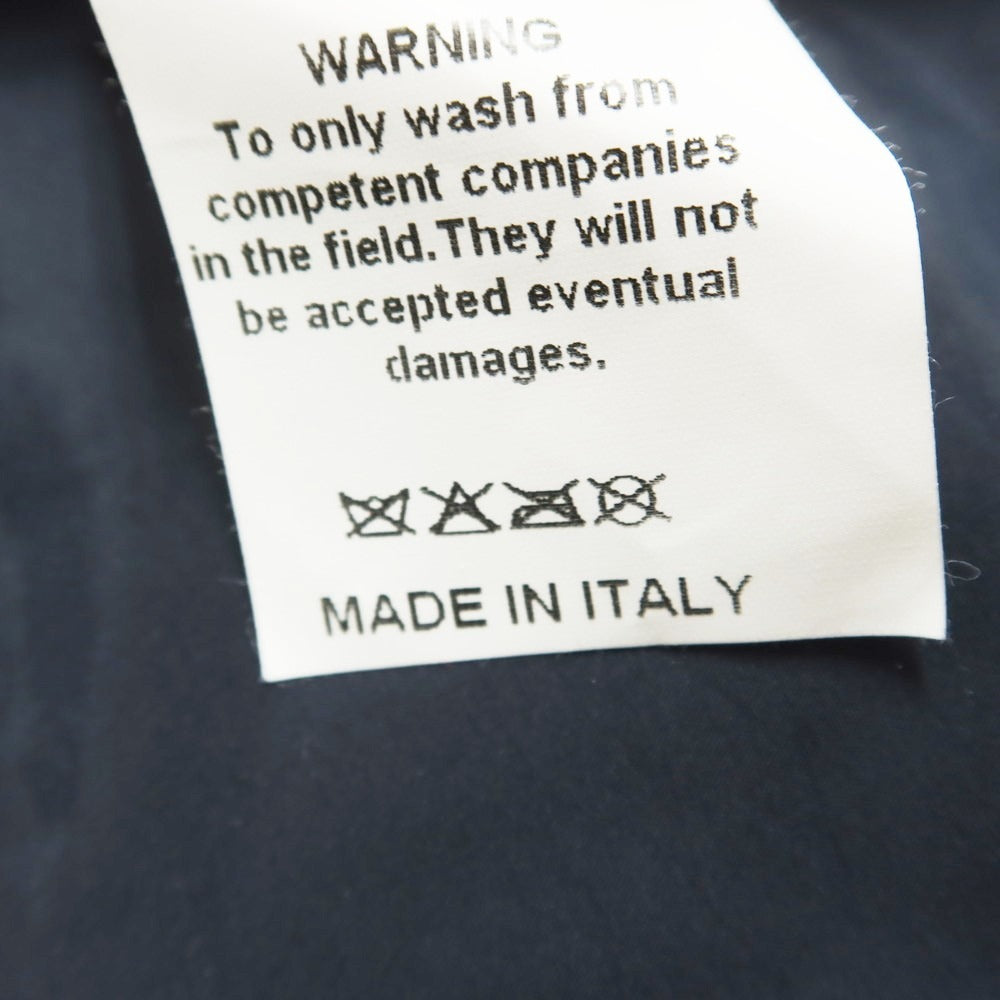 WARNING
To only wash from
competent companies
in the field.They will not
be accepted eventual
damages.
MADE IN ITALY